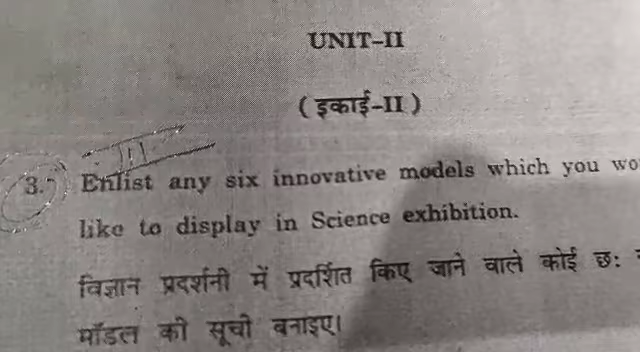 UNIT–II
(इकाई–II)
3. Enlist any six innovative models which you
like to display in Science exhibition.
विज्ञान प्रदर्शनी में प्रदर्शित किए जाने वाले कोई छः
मॉडल की सूची बनाइए।